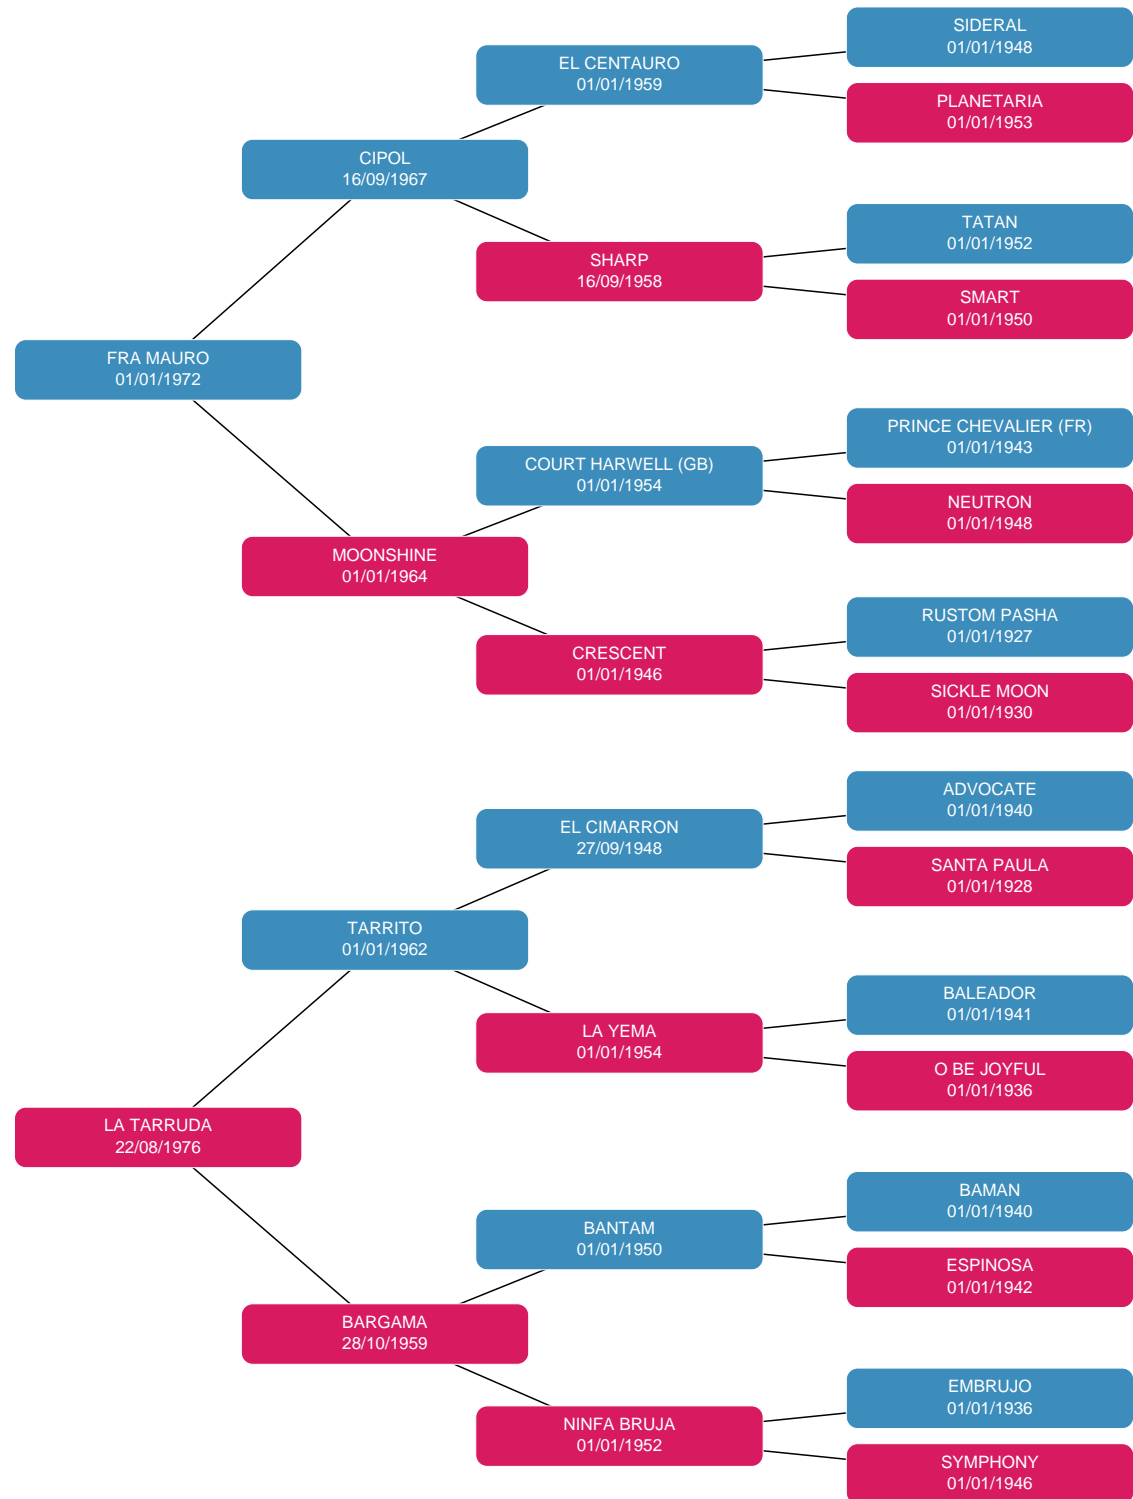 SIDERAL
01/01/1948
EL CENTAURO
01/01/1959
PLANETARIA
01/01/1953
CIPOL
16/09/1967
TATAN
01/01/1952
SHARP
16/09/1958
SMART
01/01/1950
FRA MAURO
01/01/1972
PRINCE CHEVALIER (FR)
01/01/1943
COURT HARWELL (GB)
01/01/1954
NEUTRON
01/01/1948
MOONSHINE
01/01/1964
RUSTOM PASHA
01/01/1927
CRESCENT
01/01/1946
SICKLE MOON
01/01/1930
ADVOCATE
01/01/1940
EL CIMARRON
27/09/1948
SANTA PAULA
01/01/1928
TARRITO
01/01/1962
BALEADOR
01/01/1941
LA YEMA
01/01/1954
O BE JOYFUL
01/01/1936
LA TARRUDA
22/08/1976
BAMAN
01/01/1940
BANTAM
01/01/1950
ESPINOSA
01/01/1942
BARGAMA
28/10/1959
EMBRUJO
01/01/1936
NINFA BRUJA
01/01/1952
SYMPHONY
01/01/1946